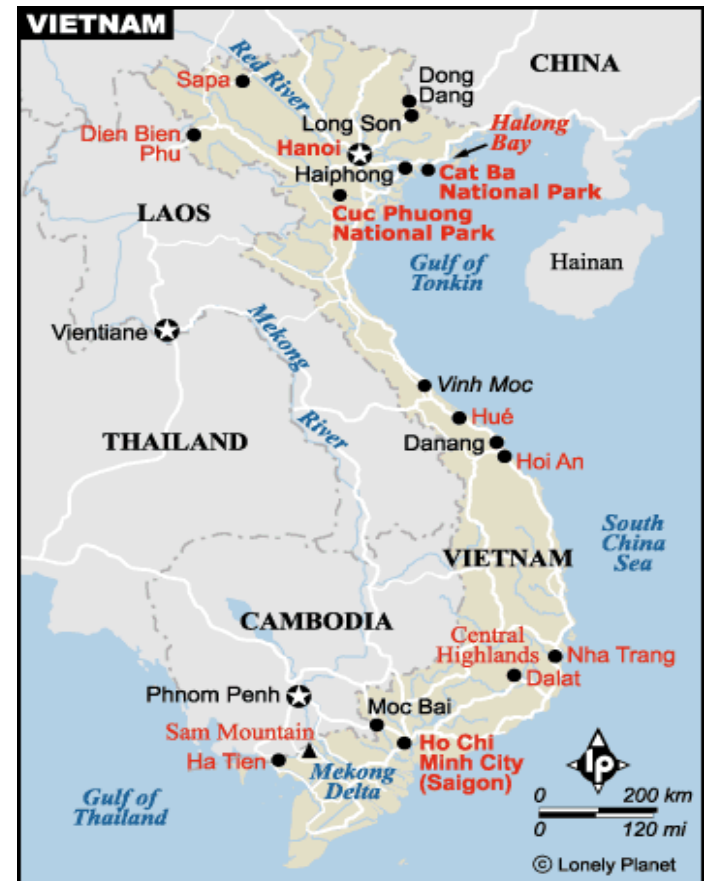 VIETNAM
CHINA
Red
River
Sapa
Dong
Dang
Long Son
Halong
Bay
Dien Bien
Phu
Hanoi
Haiphong
Cat Ba
National Park
LAOS
Cuc Phuong
National Park
Gulf of
Tonkin
Hainan
Vientiane
Mekong
River
Vinh Moc
Hué
THAILAND
Danang
Hoi An
South
China
Sea
VIETNAM
CAMBODIA
Central
Highlands
Nha Trang
Dalat
Phnom Penh
Moc Bai
Sam Mountain
Ha Tien
Ho Chi
Minh City
(Saigon)
Mekong
Delta
Gulf of
Thailand
lp
0 200 km
0 120 mi
© Lonely Planet